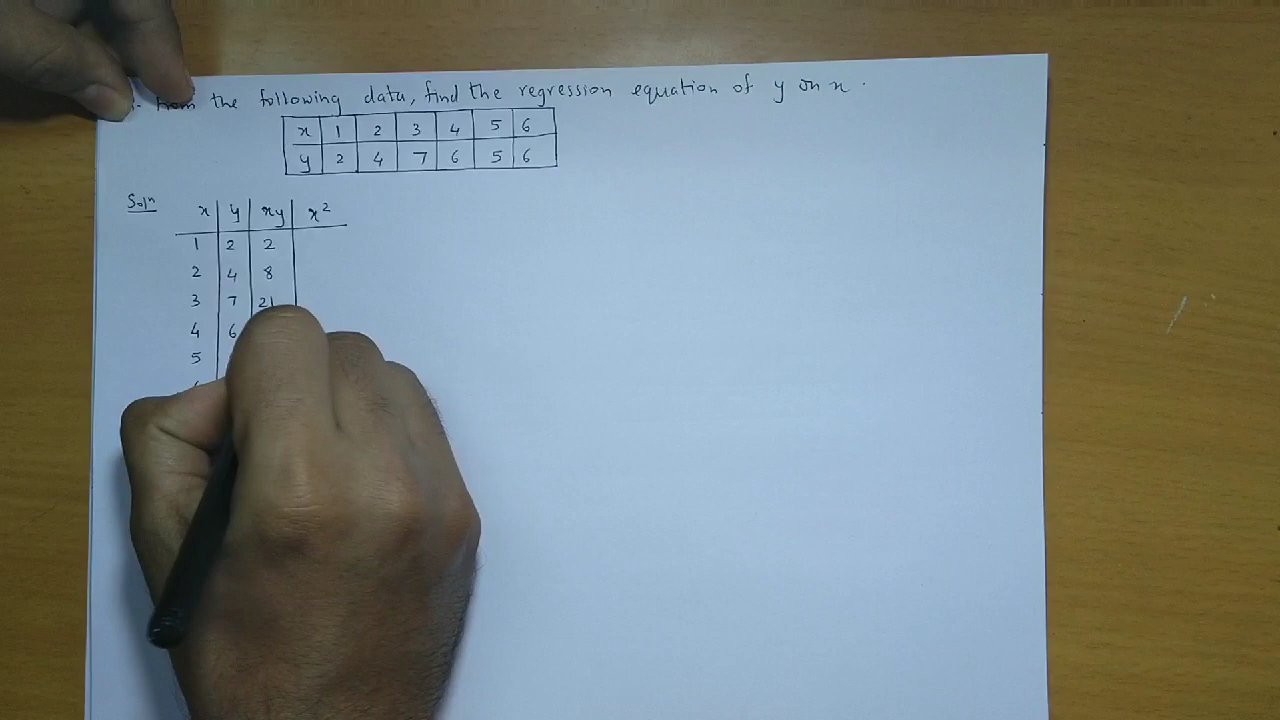 From the following data, find the regression equation of y on x.
x 1 2 3 4 5 6
y 2 4 7 6 5 6
Solⁿ
x y xy x²
1 2 2
2 4 8
3 7 21
4 6
5